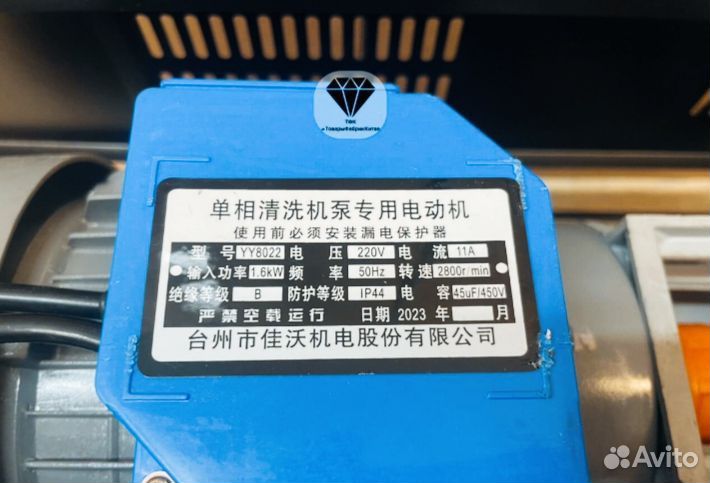 ТФК
«ТоварыФабрикКитая
单相清洗机泵专用电动机
使用前必须安装漏电保护器
型号 YY8022 电压 220V 电流 11A
输入功率 1.6kW 频率 50Hz 转速 2800r/min
绝缘等级 B 防护等级 IP44 电容 45uF/450V
严禁空载运行 日期 2023 年 月
台州市佳沃机电股份有限公司
Avito